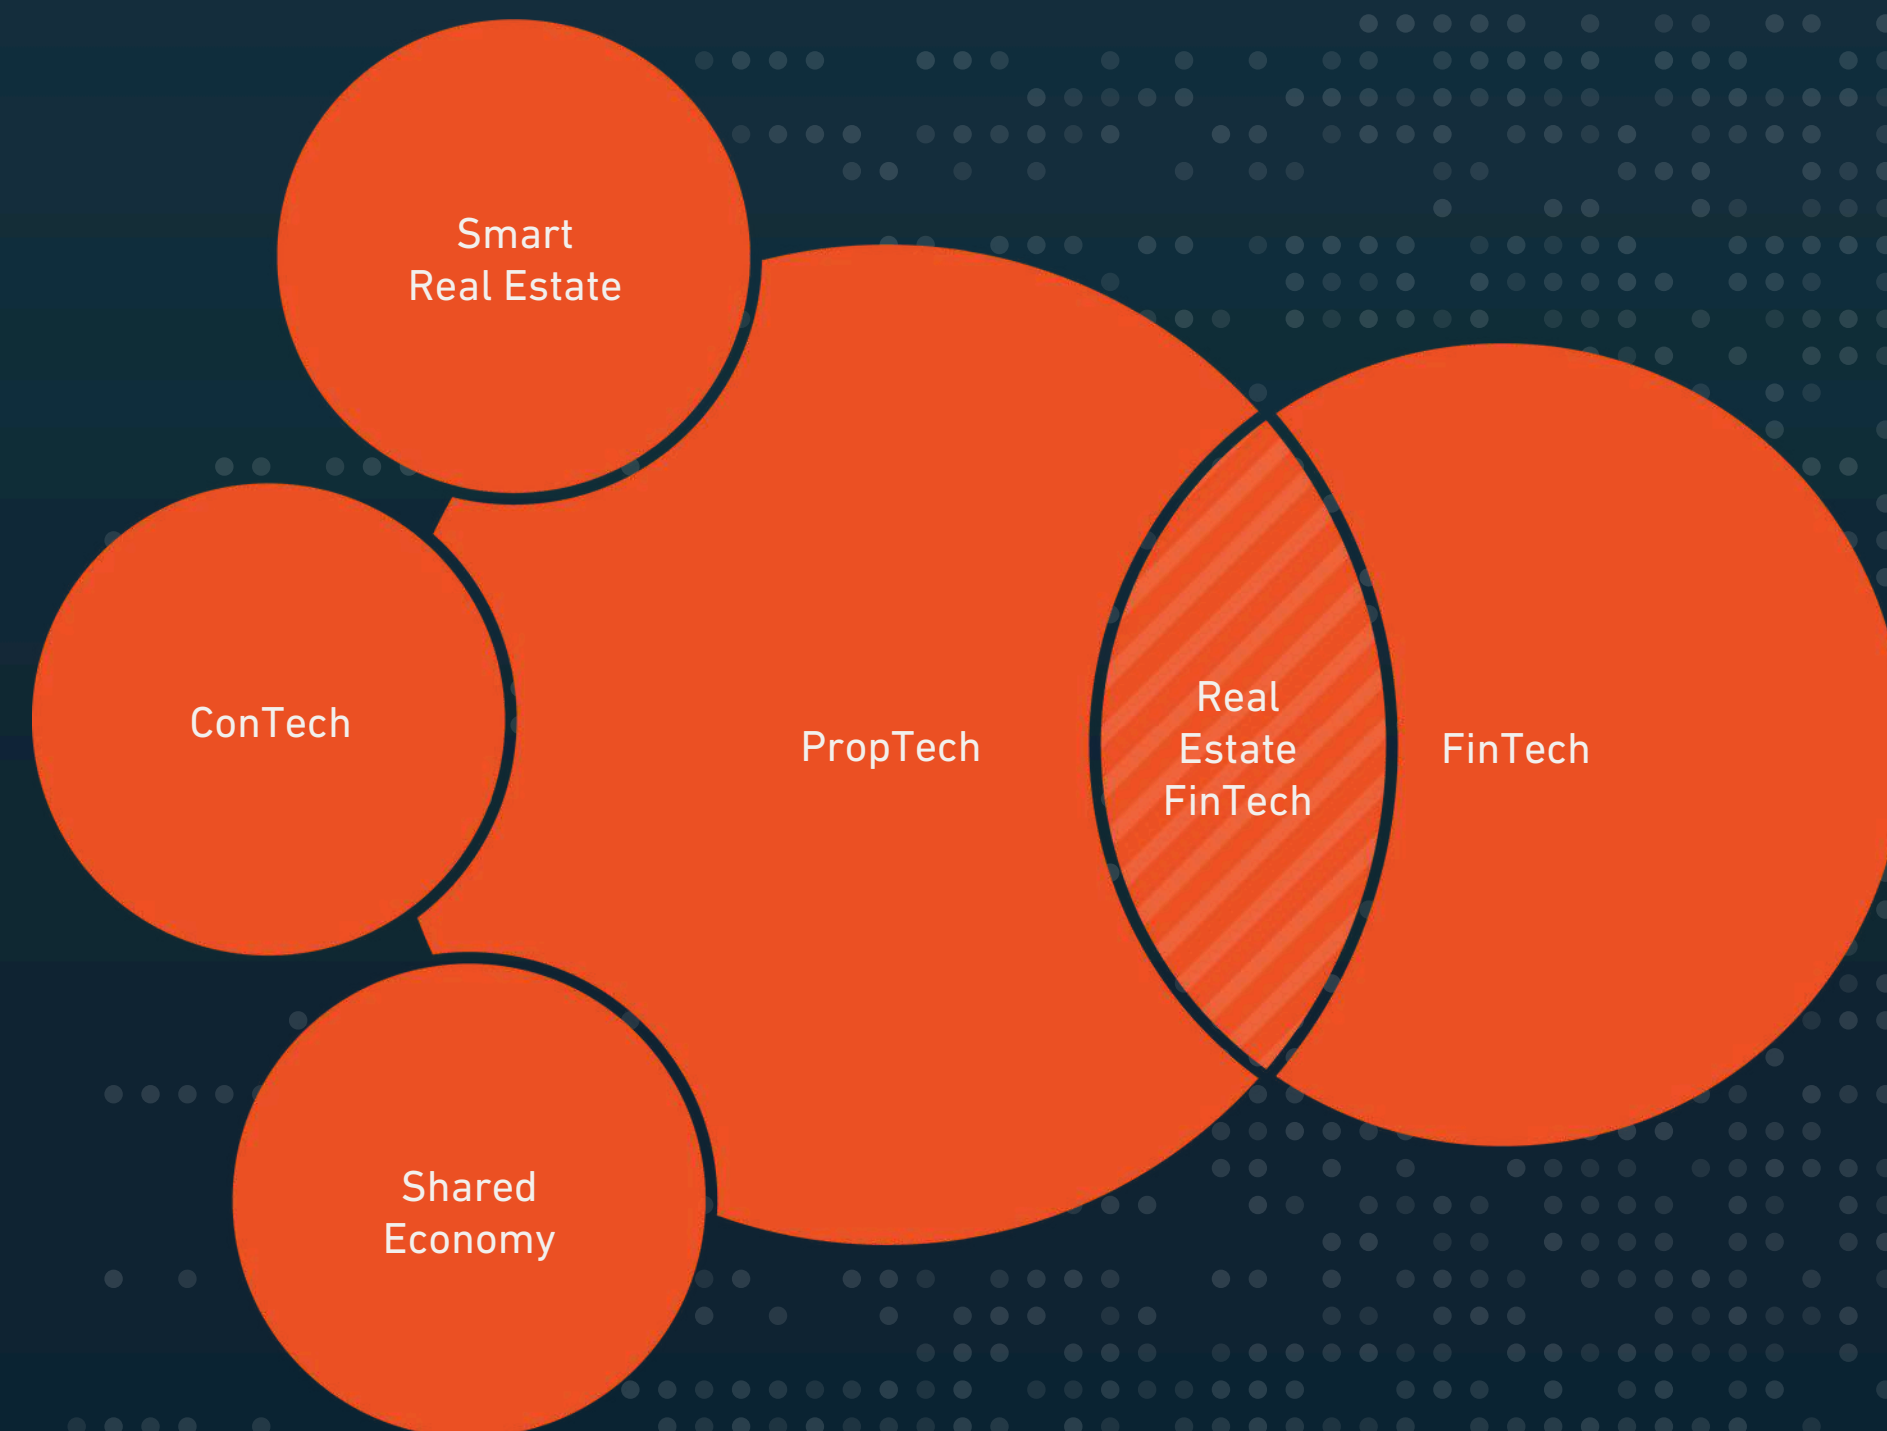 Smart
Real Estate
ConTech
PropTech
Real
Estate
FinTech
FinTech
Shared
Economy